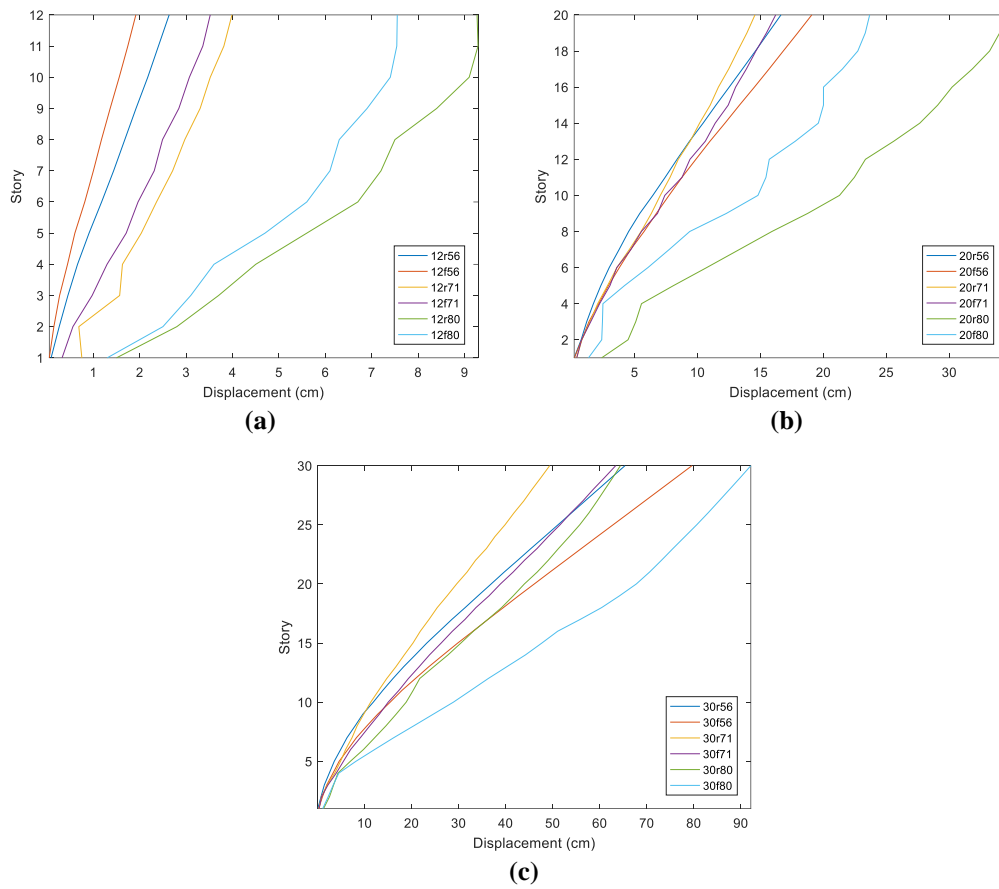 12
11
10
9
8
7
6
5
4
3
2
1
Story
1 2 3 4 5 6 7 8 9
Displacement (cm)
12r56
12f56
12r71
12f71
12r80
12f80
(a)
20
18
16
14
12
10
8
6
4
2
Story
5 10 15 20 25 30
Displacement (cm)
20r56
20f56
20r71
20f71
20r80
20f80
(b)
30
25
20
15
10
5
Story
10 20 30 40 50 60 70 80 90
Displacement (cm)
30r56
30f56
30r71
30f71
30r80
30f80
(c)